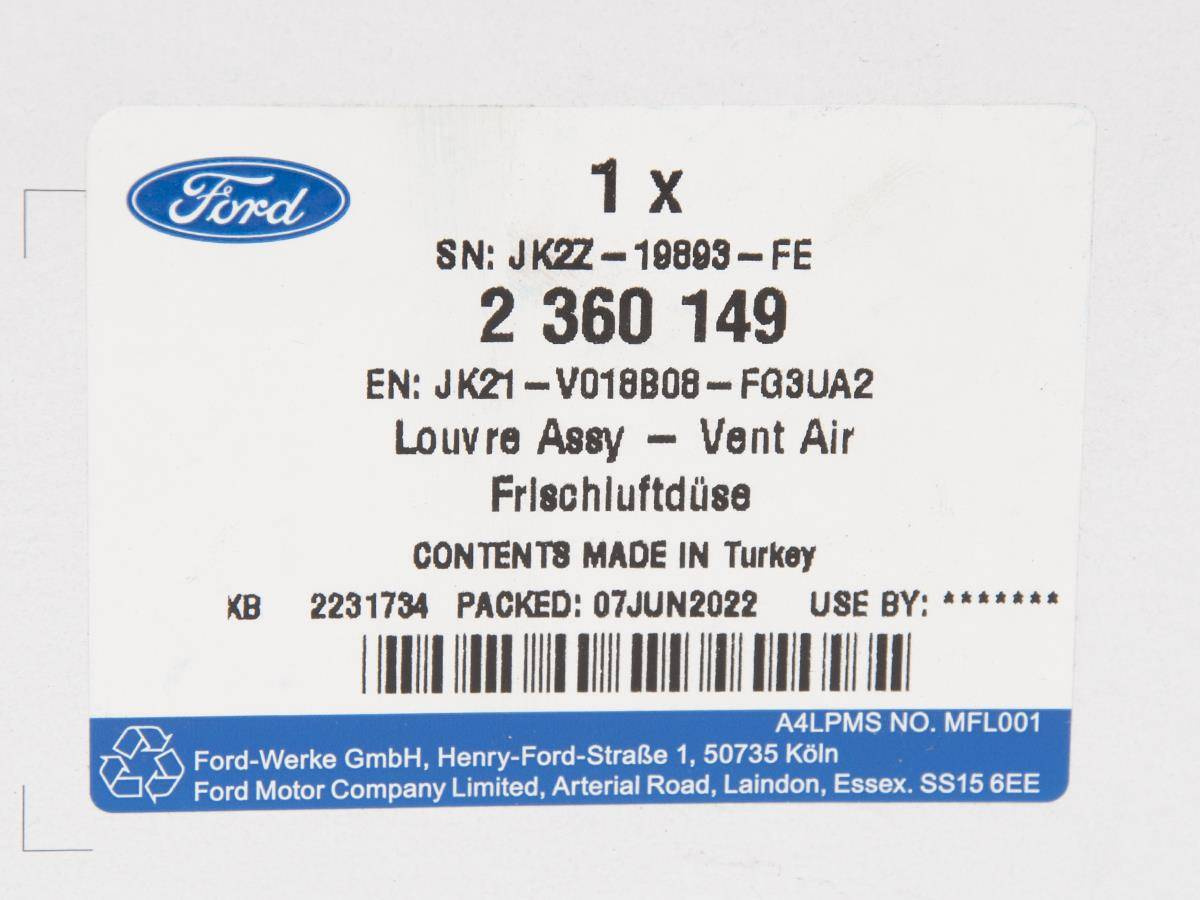 Ford
1 x
SN: JK2Z-19893-FE
2 360 149
EN: JK21-V018B08-FG3UA2
Louvre Assy - Vent Air
Frischluftdüse
CONTENTS MADE IN Turkey
XB 2231734 PACKED: 07JUN2022 USE BY: *******
A4LPMS NO. MFL001
Ford-Werke GmbH, Henry-Ford-Straße 1, 50735 Köln
Ford Motor Company Limited, Arterial Road, Laindon, Essex. SS15 6EE